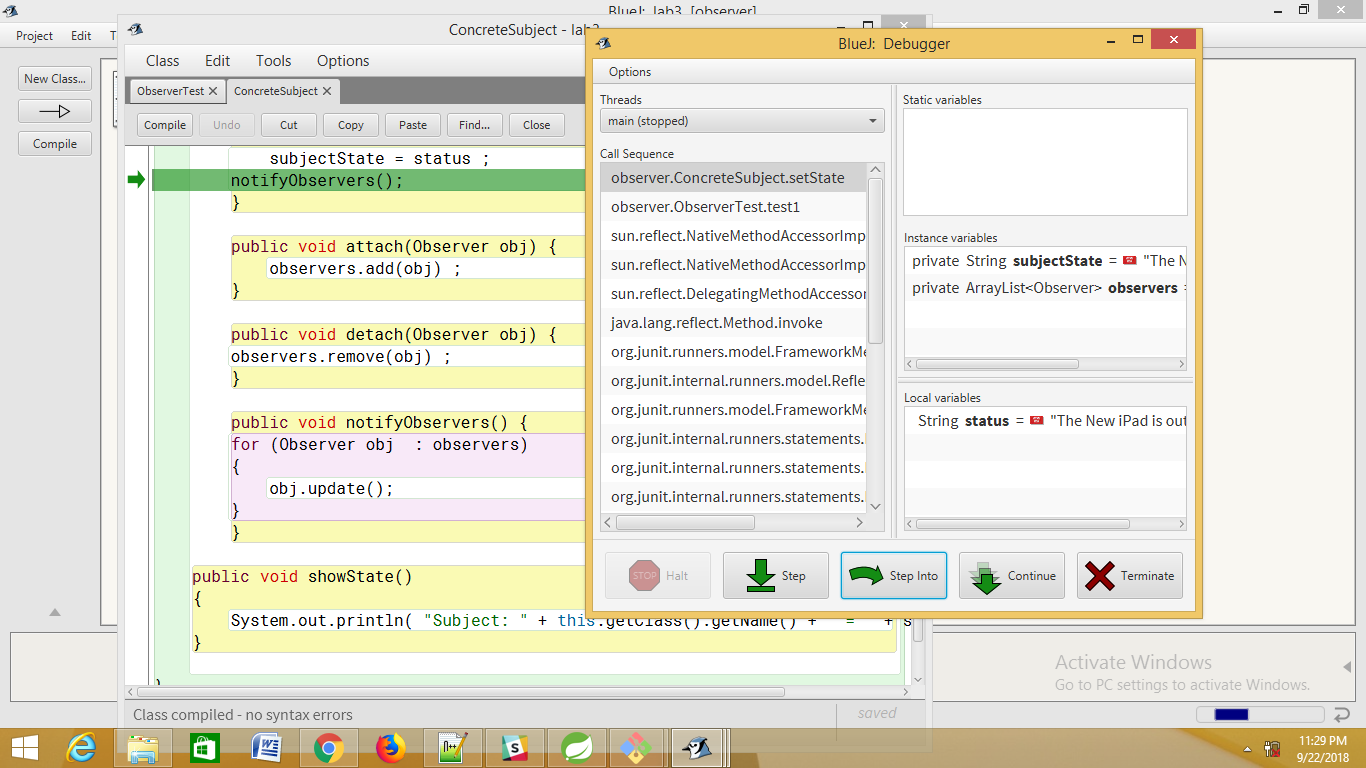 BlueJ: lab3 [observer]
Project Edit
New Class...
Compile
ConcreteSubject - lab3
Class Edit Tools Options
ObserverTest ✕ ConcreteSubject ✕
Compile Undo Cut Copy Paste Find... Close
subjectState = status ;
notifyObservers();
}
public void attach(Observer obj) {
observers.add(obj) ;
}
public void detach(Observer obj) {
observers.remove(obj) ;
}
public void notifyObservers() {
for (Observer obj  : observers)
{
obj.update();
}
}
public void showState()
{
System.out.println( "Subject: " + this.getClass().getName() + " = " + s
}
}
Class compiled - no syntax errors
saved
BlueJ: Debugger
Options
Threads
main (stopped)
Call Sequence
observer.ConcreteSubject.setState
observer.ObserverTest.test1
sun.reflect.NativeMethodAccessorImp
sun.reflect.NativeMethodAccessorImp
sun.reflect.DelegatingMethodAccessor
java.lang.reflect.Method.invoke
org.junit.runners.model.FrameworkMe
org.junit.internal.runners.model.Refle
org.junit.runners.model.FrameworkMe
org.junit.internal.runners.statements.
org.junit.internal.runners.statements.
org.junit.internal.runners.statements.
Static variables
Instance variables
private String subjectState = "The N
private ArrayList<Observer> observers =
Local variables
String status = "The New iPad is out
STOP Halt Step Step Into Continue Terminate
Activate Windows
Go to PC settings to activate Windows.
11:29 PM
9/22/2018